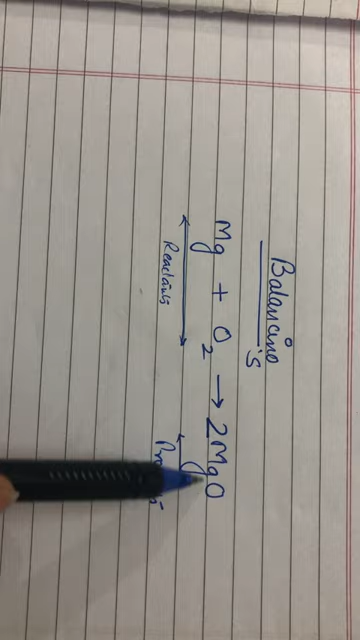 Balancing
Mg + O₂ → 2MgO
Reactants